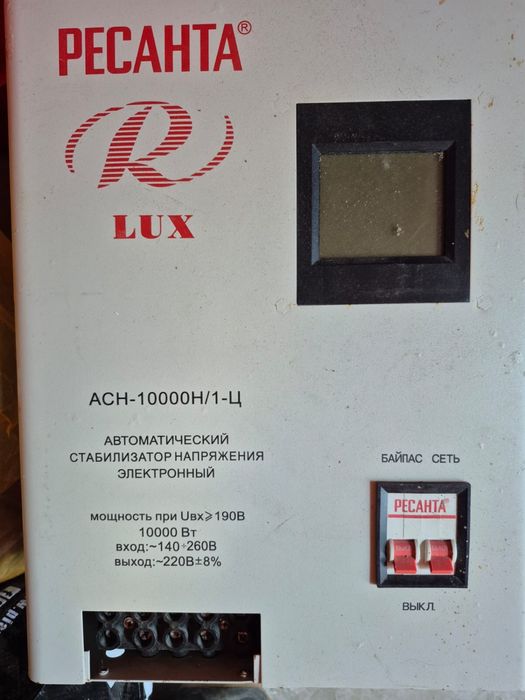 РЕСАНТА®
R
LUX
АСН-10000Н/1-Ц
АВТОМАТИЧЕСКИЙ
СТАБИЛИЗАТОР НАПРЯЖЕНИЯ
ЭЛЕКТРОННЫЙ
мощность при Uвх⩾190В
10000 Вт
вход:~140÷260В
выход:~220В±8%
БАЙПАС СЕТЬ
РЕСАНТА
ВЫКЛ.